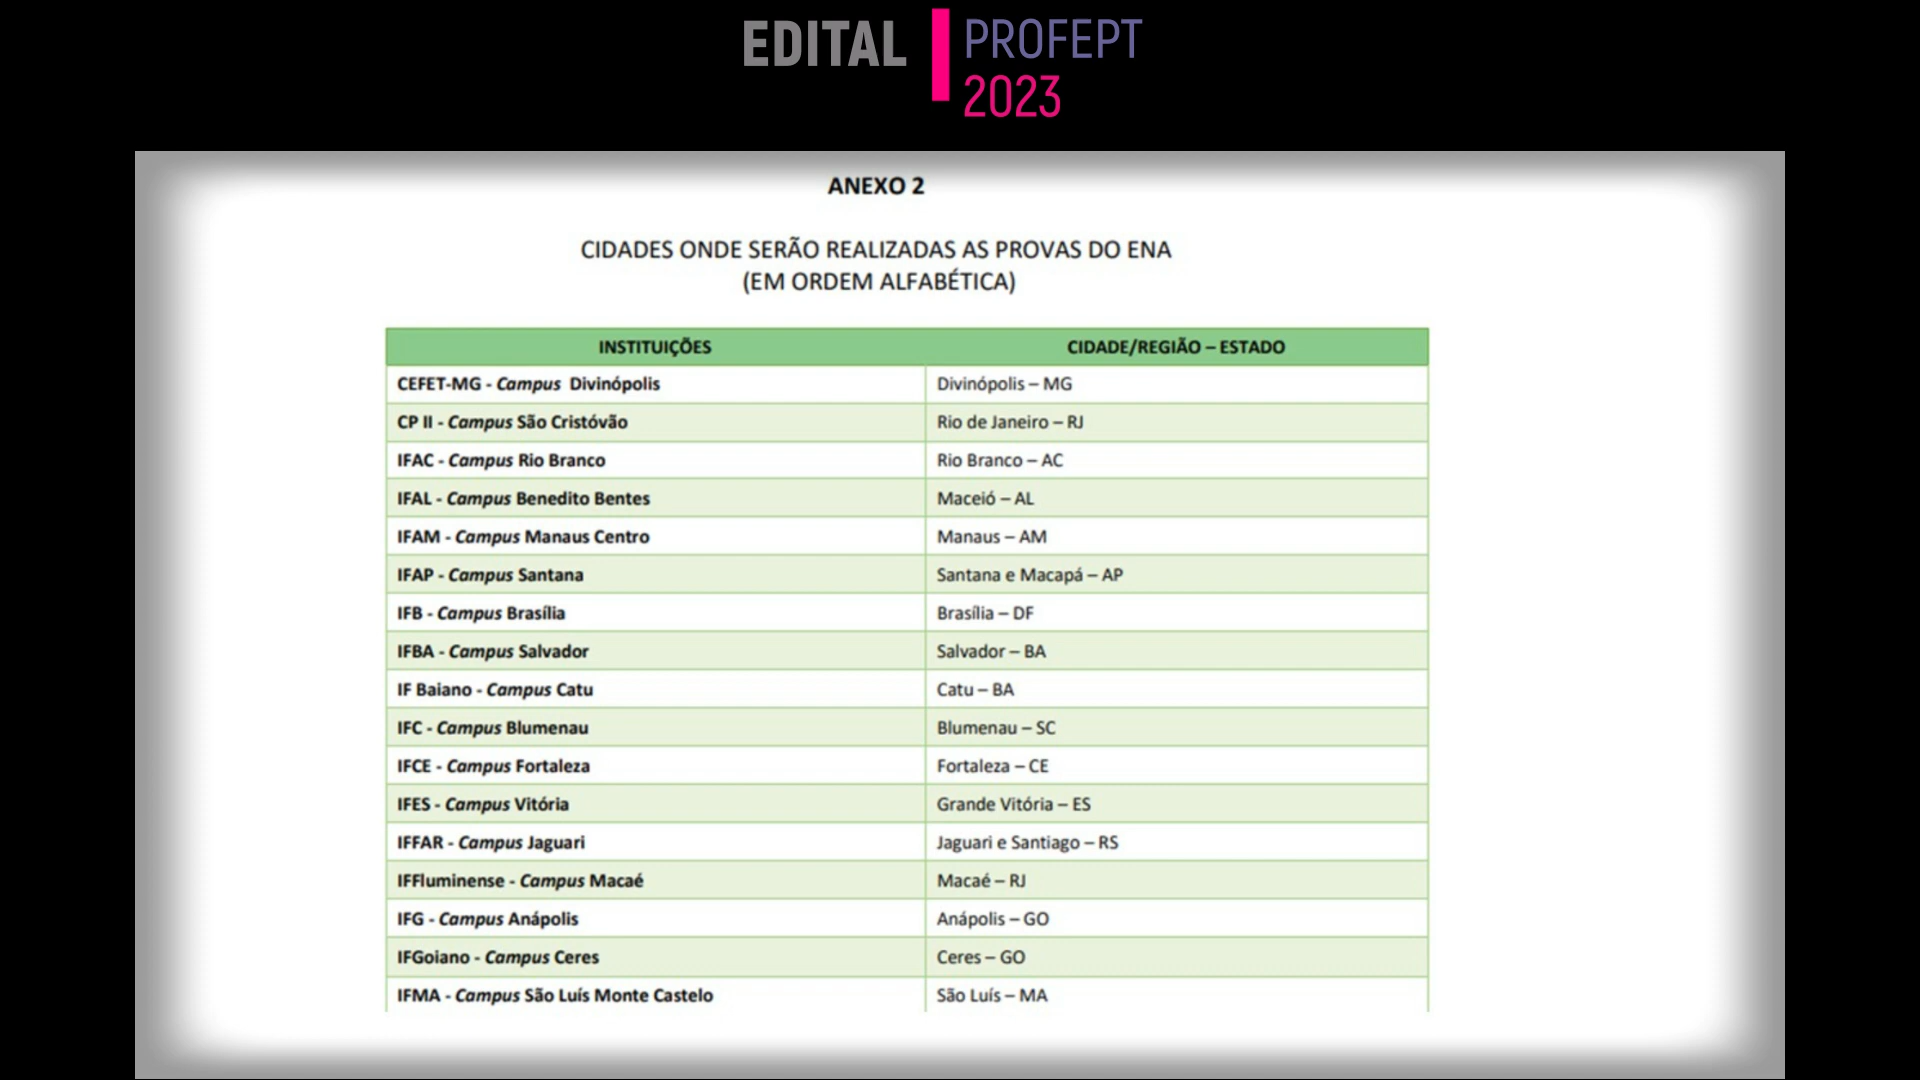 EDITAL PROFEPT
2023
ANEXO 2
CIDADES ONDE SERÃO REALIZADAS AS PROVAS DO ENA
(EM ORDEM ALFABÉTICA)
INSTITUIÇÕES CIDADE/REGIÃO – ESTADO
CEFET-MG - Campus Divinópolis Divinópolis – MG
CP II - Campus São Cristóvão Rio de Janeiro – RJ
IFAC - Campus Rio Branco Rio Branco – AC
IFAL - Campus Benedito Bentes Maceió – AL
IFAM - Campus Manaus Centro Manaus – AM
IFAP - Campus Santana Santana e Macapá – AP
IFB - Campus Brasília Brasília – DF
IFBA - Campus Salvador Salvador – BA
IF Baiano - Campus Catu Catu – BA
IFC - Campus Blumenau Blumenau – SC
IFCE - Campus Fortaleza Fortaleza – CE
IFES - Campus Vitória Grande Vitória – ES
IFFAR - Campus Jaguari Jaguari e Santiago – RS
IFFluminense - Campus Macaé Macaé – RJ
IFG - Campus Anápolis Anápolis – GO
IFGoiano - Campus Ceres Ceres – GO
IFMA - Campus São Luís Monte Castelo São Luís – MA